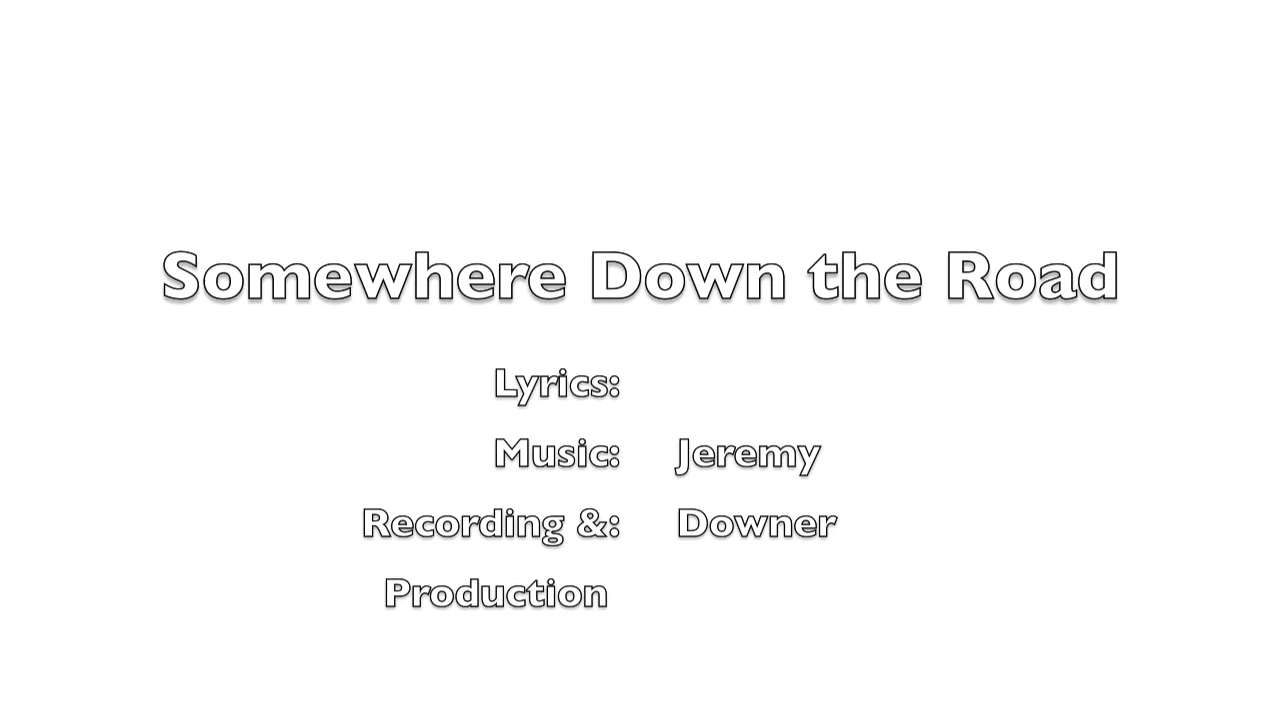 Somewhere Down the Road
Lyrics:
Music: Jeremy
Recording &: Downer
Production